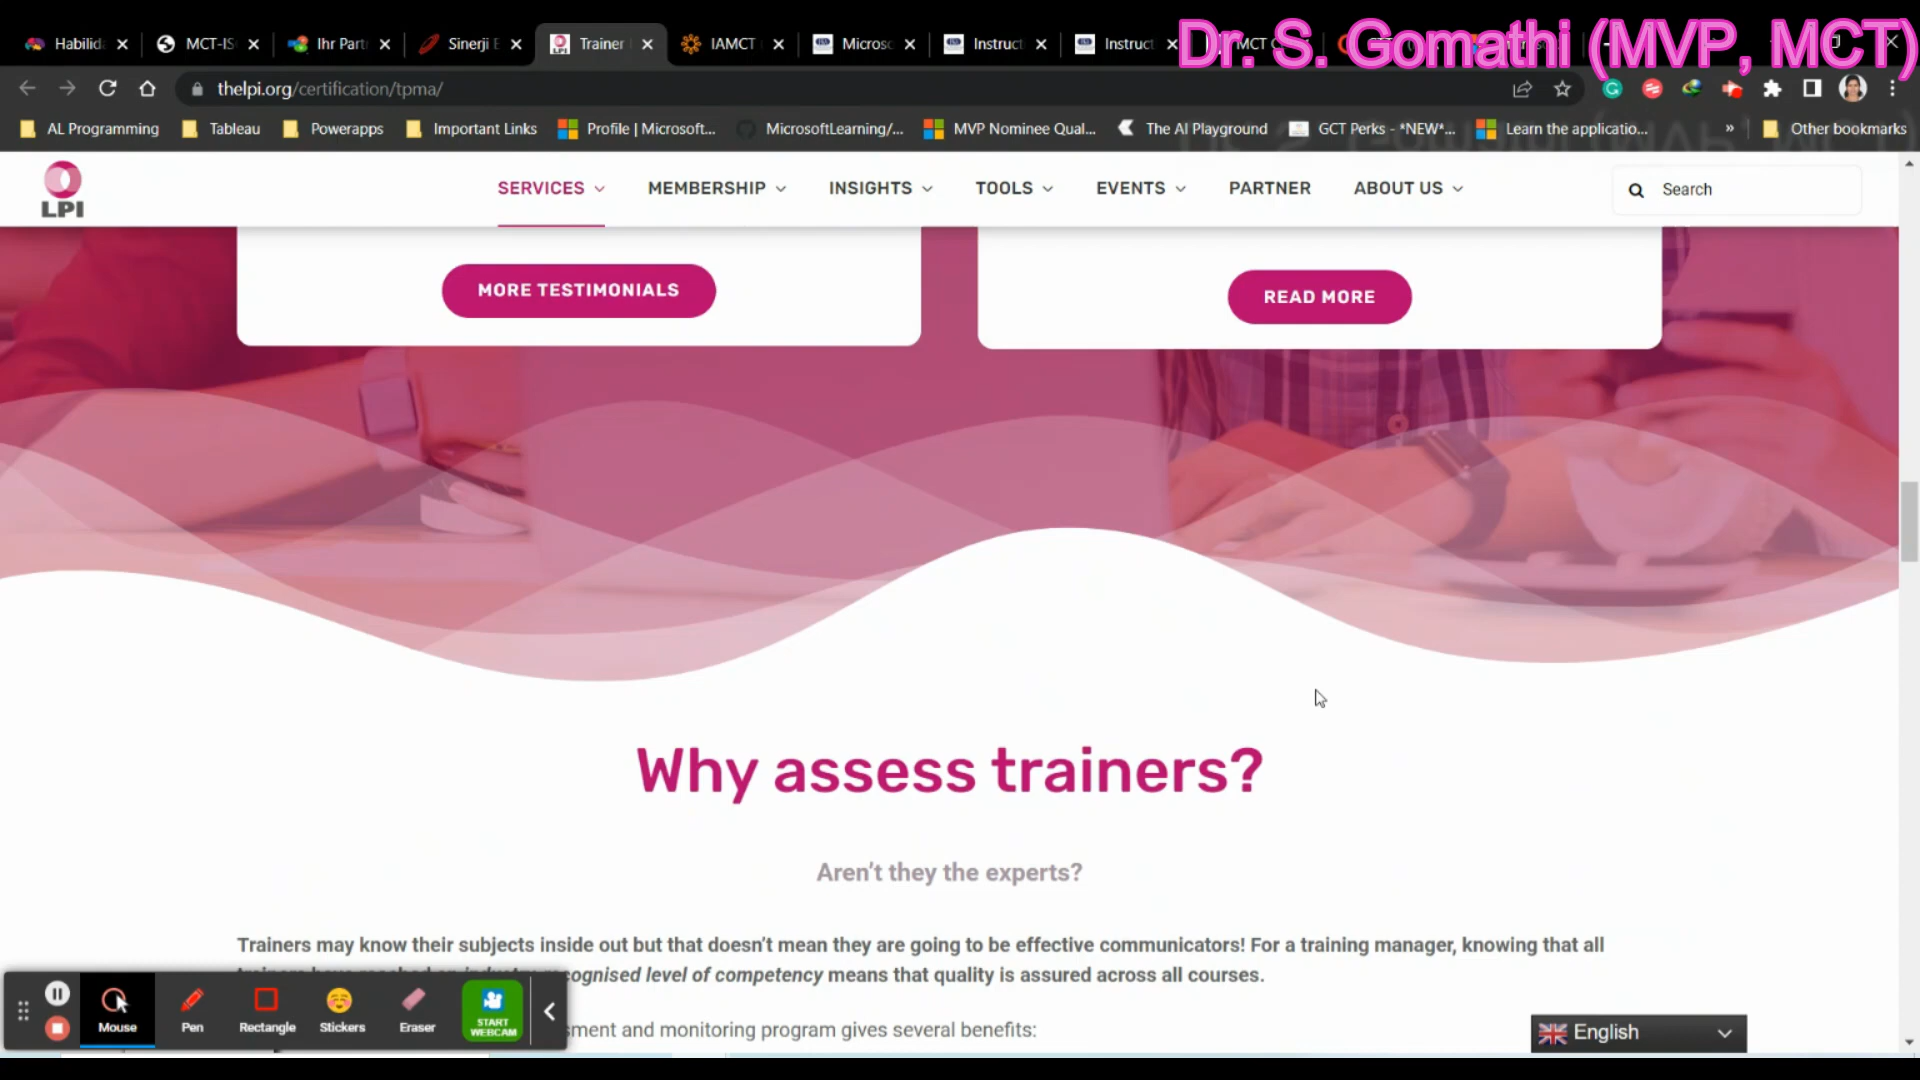 Dr. S. Gomathi (MVP, MCT)
Habilid
MCT-IS
Ihr Part
Sinerji E
Trainer
IAMCT
Microsc
Instruct
Instruct
MCT
thelpi.org/certification/tpma/
AL Programming
Tableau
Powerapps
Important Links
Profile | Microsoft...
MicrosoftLearning/...
MVP Nominee Qual...
The AI Playground
GCT Perks - *NEW*...
Learn the applicatio...
»
Other bookmarks
LPI
SERVICES
MEMBERSHIP
INSIGHTS
TOOLS
EVENTS
PARTNER
ABOUT US
Search
MORE TESTIMONIALS
READ MORE
Why assess trainers?
Aren't they the experts?
Trainers may know their subjects inside out but that doesn't mean they are going to be effective communicators! For a training manager, knowing that all
ognised level of competency means that quality is assured across all courses.
sment and monitoring program gives several benefits:
Mouse
Pen
Rectangle
Stickers
Eraser
START
WEBCAM
English